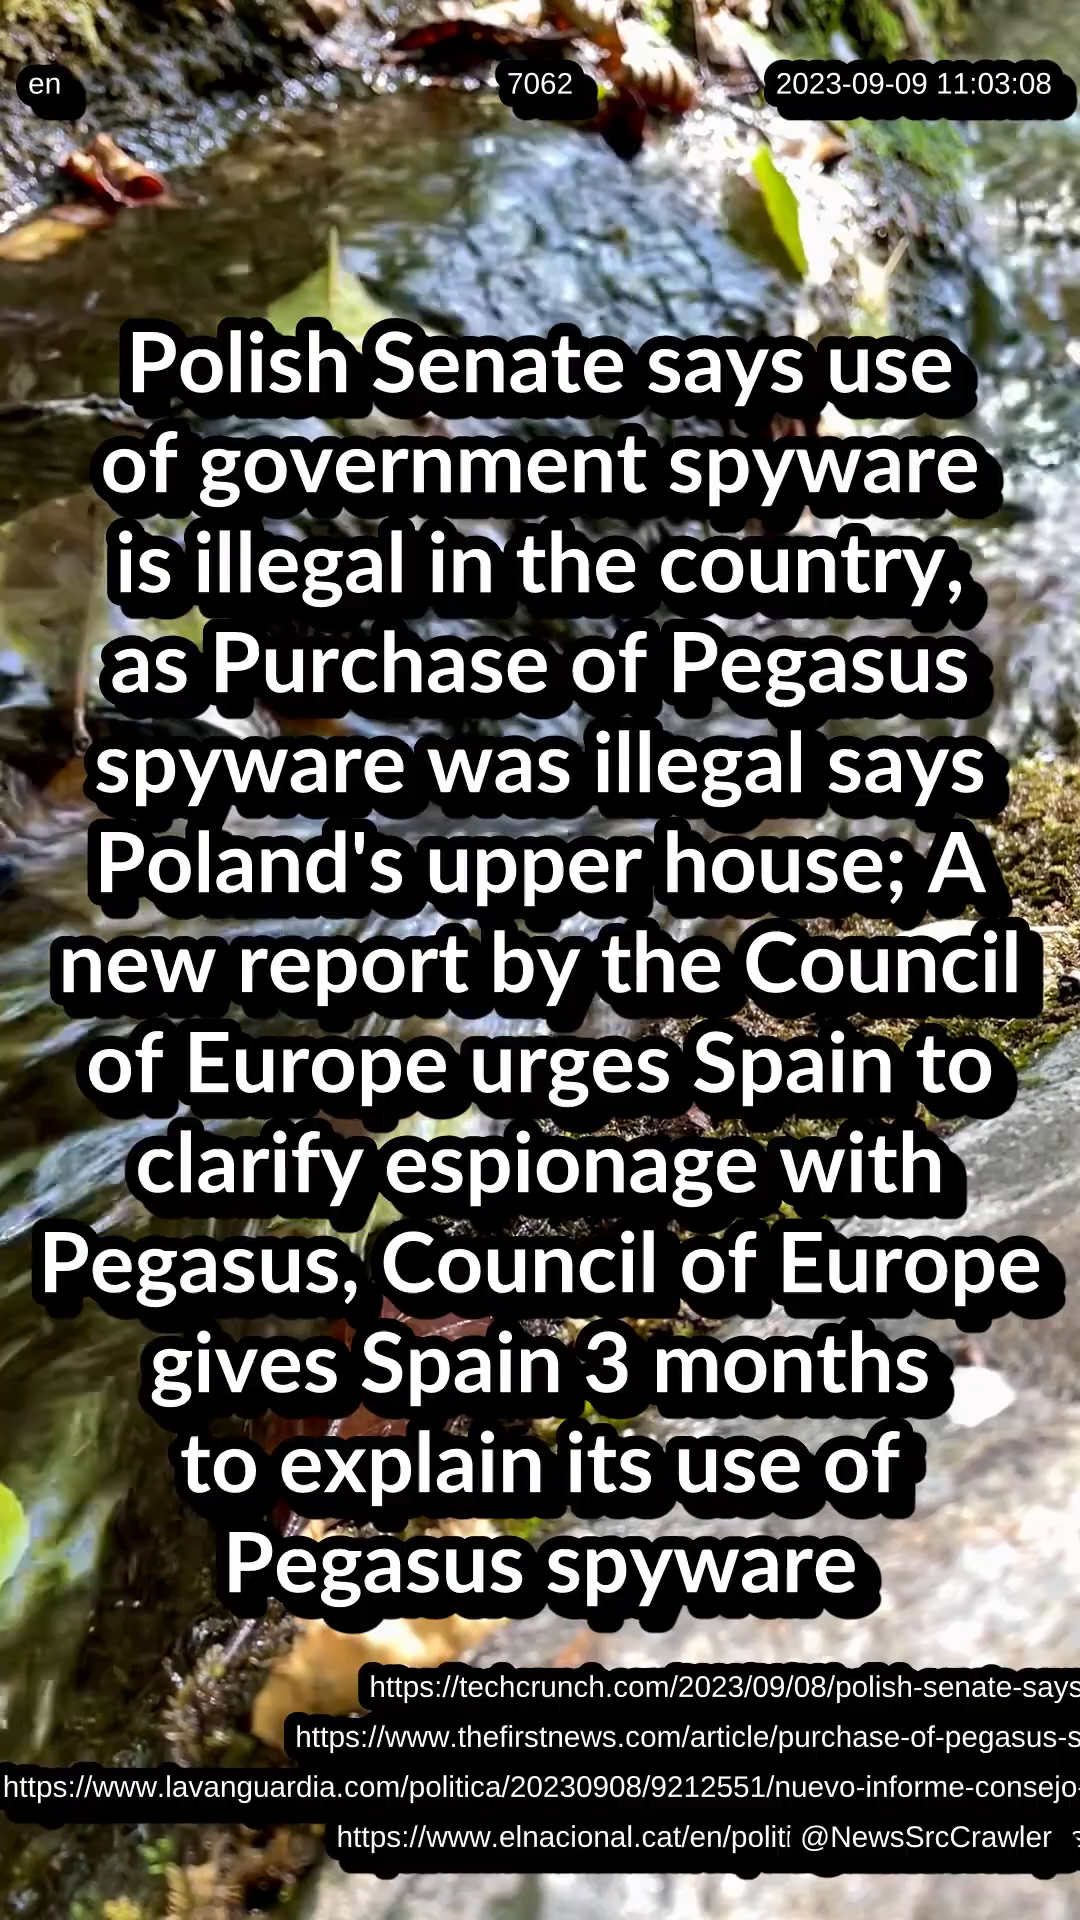 en 7062 2023-09-09 11:03:08
Polish Senate says use
of government spyware
is illegal in the country,
as Purchase of Pegasus
spyware was illegal says
Poland's upper house; A
new report by the Council
of Europe urges Spain to
clarify espionage with
Pegasus, Council of Europe
gives Spain 3 months
to explain its use of
Pegasus spyware
https://techcrunch.com/2023/09/08/polish-senate-says
https://www.thefirstnews.com/article/purchase-of-pegasus-s
https://www.lavanguardia.com/politica/20230908/9212551/nuevo-informe-consejo-
https://www.elnacional.cat/en/politi @NewsSrcCrawler